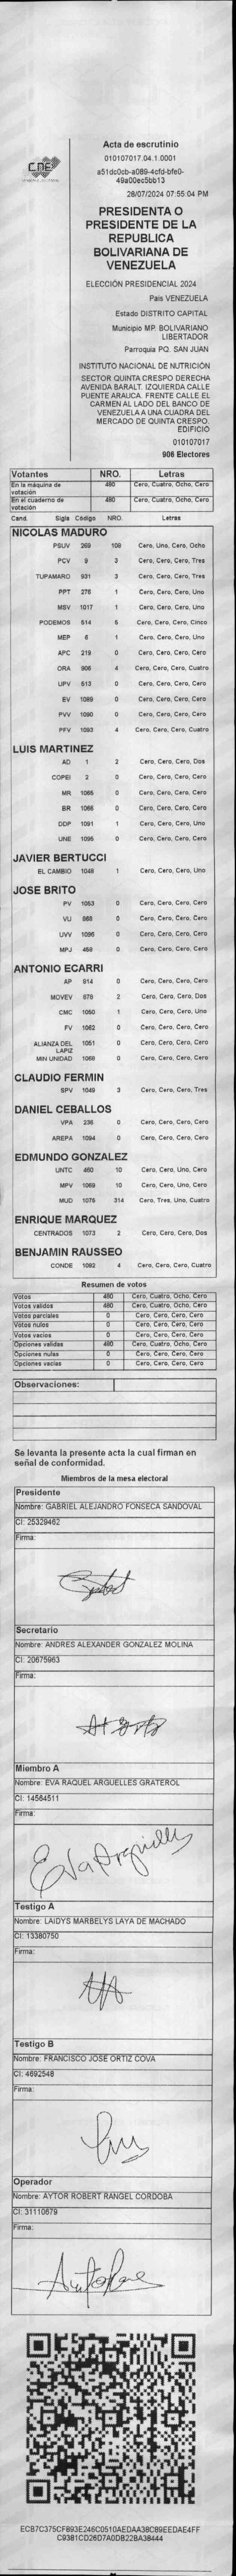 CNE
Acta de escrutinio
010107017.04.1.0001
a51dc0cb-a089-4cfd-bfe0-
49a00ec5bb13
28/07/2024 07:55:04 PM
PRESIDENTA O
PRESIDENTE DE LA
REPUBLICA
BOLIVARIANA DE
VENEZUELA
ELECCIÓN PRESIDENCIAL 2024
País VENEZUELA
Estado DISTRITO CAPITAL
Municipio MP. BOLIVARIANO
LIBERTADOR
Parroquia PQ. SAN JUAN
INSTITUTO NACIONAL DE NUTRICIÓN
SECTOR QUINTA CRESPO. DERECHA
AVENIDA BARALT. IZQUIERDA CALLE
PUENTE ARAUCA. FRENTE CALLE EL
CARMEN AL LADO DEL BANCO DE
VENEZUELA A UNA CUADRA DEL
MERCADO DE QUINTA CRESPO.
EDIFICIO
010107017
906 Electores
Votantes NRO. Letras
En la máquina de votación 480 Cero, Cuatro, Ocho, Cero
En el cuaderno de votación 480 Cero, Cuatro, Ocho, Cero
Cand. Sigla Código NRO. Letras
NICOLAS MADURO
PSUV 269 108 Cero, Uno, Cero, Ocho
PCV 9 3 Cero, Cero, Cero, Tres
TUPAMARO 931 3 Cero, Cero, Cero, Tres
PPT 276 1 Cero, Cero, Cero, Uno
MSV 1017 1 Cero, Cero, Cero, Uno
PODEMOS 514 5 Cero, Cero, Cero, Cinco
MEP 6 1 Cero, Cero, Cero, Uno
APC 219 0 Cero, Cero, Cero, Cero
ORA 906 4 Cero, Cero, Cero, Cuatro
UPV 513 0 Cero, Cero, Cero, Cero
EV 1089 0 Cero, Cero, Cero, Cero
PVV 1090 0 Cero, Cero, Cero, Cero
PFV 1093 4 Cero, Cero, Cero, Cuatro
LUIS MARTINEZ
AD 1 2 Cero, Cero, Cero, Dos
COPEI 2 0 Cero, Cero, Cero, Cero
MR 1065 0 Cero, Cero, Cero, Cero
BR 1066 0 Cero, Cero, Cero, Cero
DDP 1091 1 Cero, Cero, Cero, Uno
UNE 1095 0 Cero, Cero, Cero, Cero
JAVIER BERTUCCI
EL CAMBIO 1048 1 Cero, Cero, Cero, Uno
JOSE BRITO
PV 1053 0 Cero, Cero, Cero, Cero
VU 868 0 Cero, Cero, Cero, Cero
UVV 1096 0 Cero, Cero, Cero, Cero
MPJ 459 0 Cero, Cero, Cero, Cero
ANTONIO ECARRI
AP 914 0 Cero, Cero, Cero, Cero
MOVEV 879 2 Cero, Cero, Cero, Dos
CMC 1050 1 Cero, Cero, Cero, Uno
FV 1062 0 Cero, Cero, Cero, Cero
ALIANZA DEL LAPIZ 1051 0 Cero, Cero, Cero, Cero
MIN UNIDAD 1068 0 Cero, Cero, Cero, Cero
CLAUDIO FERMIN
SPV 1049 3 Cero, Cero, Cero, Tres
DANIEL CEBALLOS
VPA 236 0 Cero, Cero, Cero, Cero
AREPA 1094 0 Cero, Cero, Cero, Cero
EDMUNDO GONZALEZ
UNTC 460 10 Cero, Cero, Uno, Cero
MPV 1069 10 Cero, Cero, Uno, Cero
MUD 1076 314 Cero, Tres, Uno, Cuatro
ENRIQUE MARQUEZ
CENTRADOS 1073 2 Cero, Cero, Cero, Dos
BENJAMIN RAUSSEO
CONDE 1092 4 Cero, Cero, Cero, Cuatro
Resumen de votos
Votos 480 Cero, Cuatro, Ocho, Cero
Votos válidos 480 Cero, Cuatro, Ocho, Cero
Votos parciales 0 Cero, Cero, Cero, Cero
Votos nulos 0 Cero, Cero, Cero, Cero
Votos vacíos 0 Cero, Cero, Cero, Cero
Opciones válidas 480 Cero, Cuatro, Ocho, Cero
Opciones nulas 0 Cero, Cero, Cero, Cero
Opciones vacías 0 Cero, Cero, Cero, Cero
Observaciones:
Se levanta la presente acta la cual firman en
señal de conformidad.
Miembros de la mesa electoral
Presidente
Nombre: GABRIEL ALEJANDRO FONSECA SANDOVAL
CI: 25329462
Firma:
Secretario
Nombre: ANDRES ALEXANDER GONZALEZ MOLINA
CI: 20675963
Firma:
Miembro A
Nombre: EVA RAQUEL ARGUELLES GRATEROL
CI: 14564511
Firma:
Eva Arguelles
Testigo A
Nombre: LAIDYS MARBELYS LAYA DE MACHADO
CI: 13380750
Firma:
Testigo B
Nombre: FRANCISCO JOSE ORTIZ COVA
CI: 4692548
Firma:
Operador
Nombre: AYTOR ROBERT RANGEL CORDOBA
CI: 31110679
Firma:
ECB7C375CF893E246C0510AEDAA38C89EEDAE4FF
C9381CD26D7A0DB22BA38444